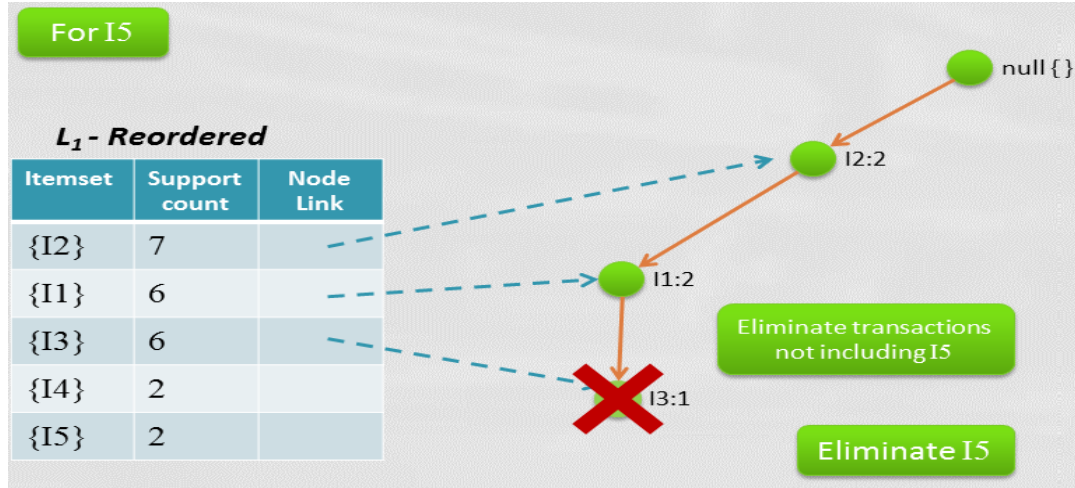 For I5
null { }
L1 - Reordered
I2:2
Itemset Support count Node Link
{I2} 7
{I1} 6
{I3} 6
{I4} 2
{I5} 2
I1:2
Eliminate transactions
not including I5
I3:1
Eliminate I5